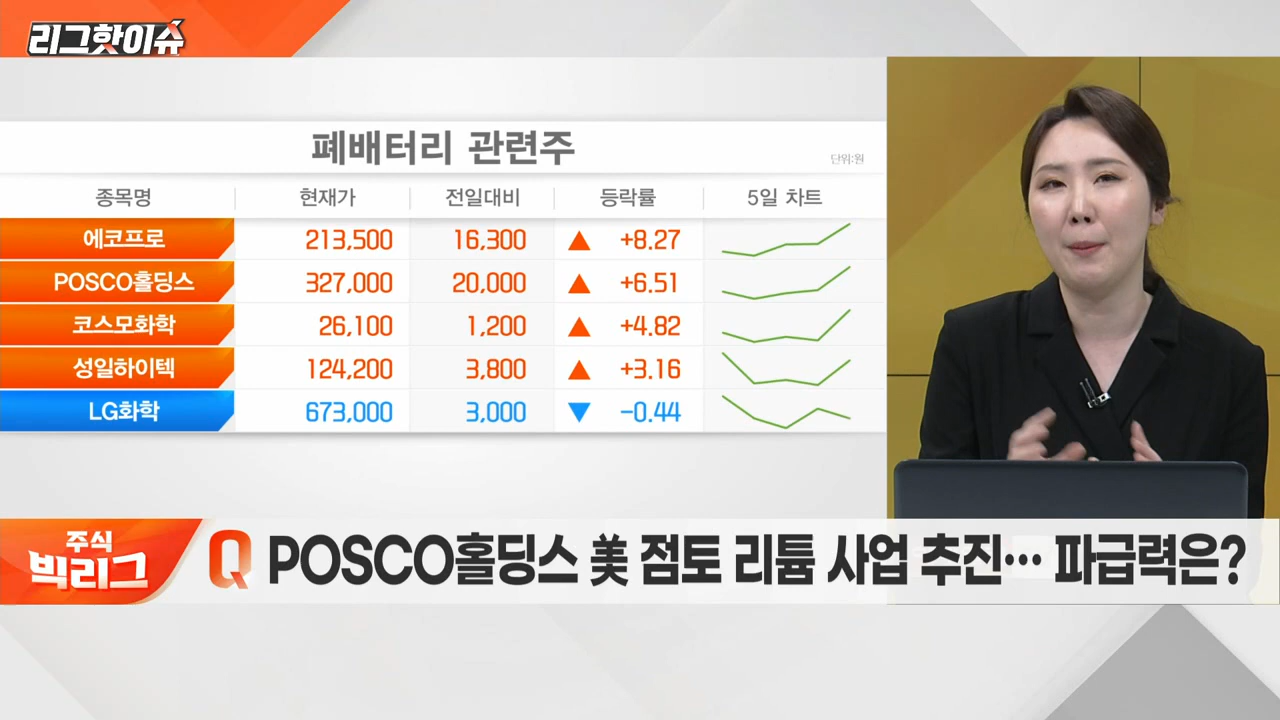 리그핫이슈
폐배터리 관련주
단위:원
종목명 현재가 전일대비 등락률 5일 차트
에코프로 213,500 16,300 ▲ +8.27
POSCO홀딩스 327,000 20,000 ▲ +6.51
코스모화학 26,100 1,200 ▲ +4.82
성일하이텍 124,200 3,800 ▲ +3.16
LG화학 673,000 3,000 ▼ -0.44
주식
빅리그
Q POSCO홀딩스 美 점토 리튬 사업 추진… 파급력은?